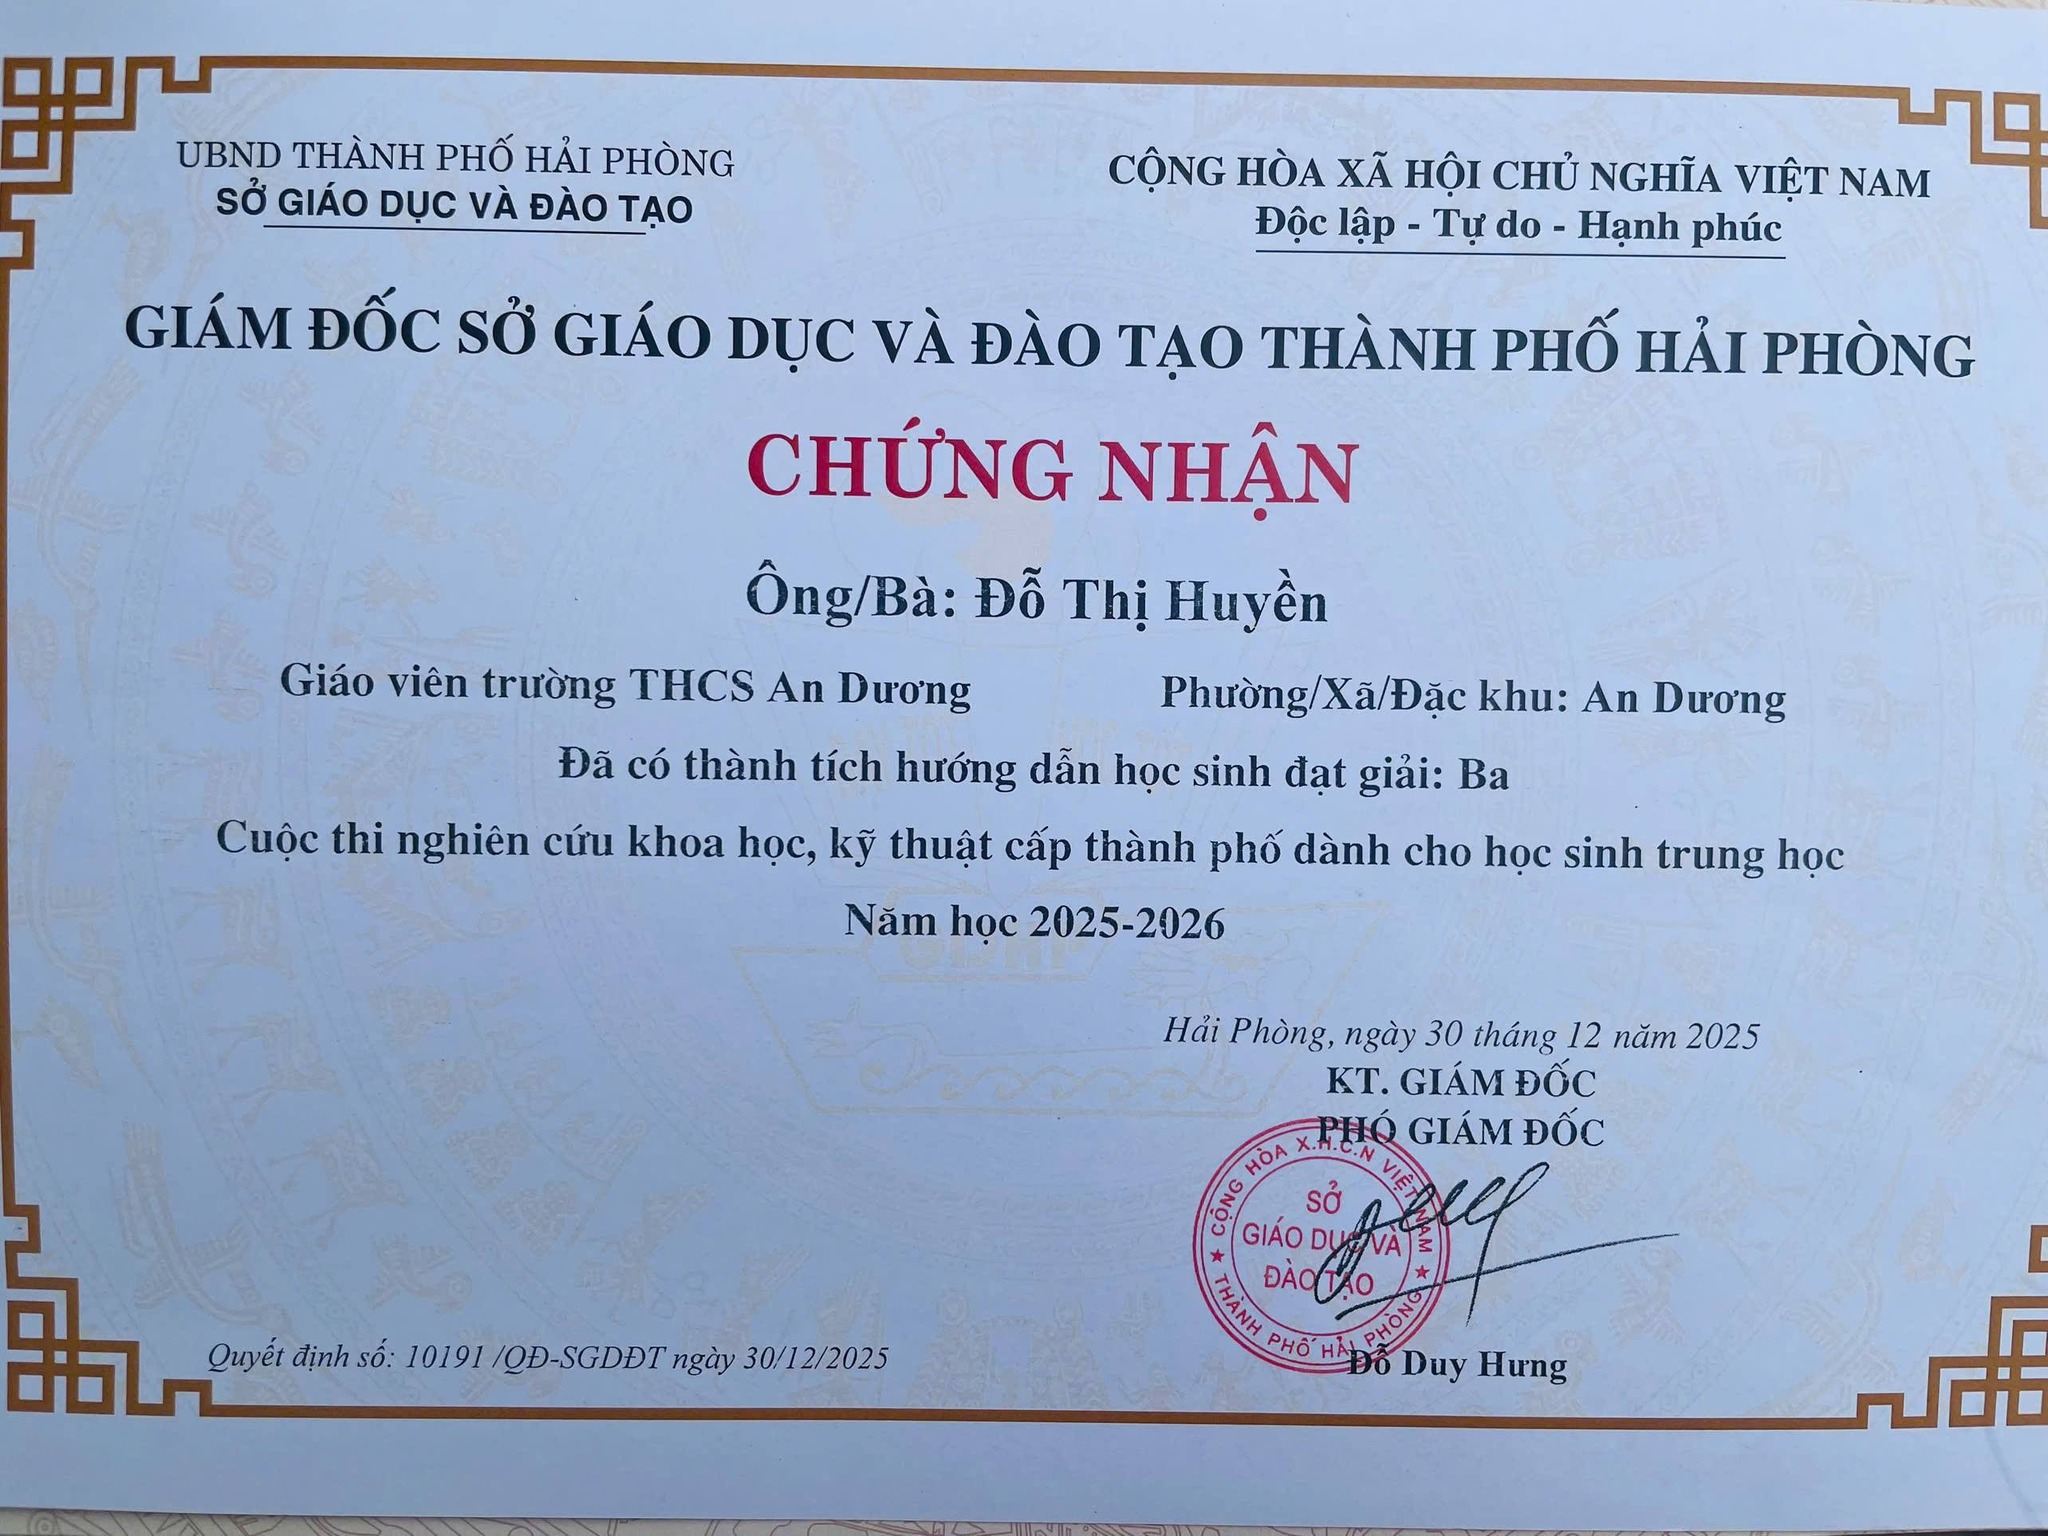 UBND THÀNH PHỐ HẢI PHÒNG
SỞ GIÁO DỤC VÀ ĐÀO TẠO
CỘNG HÒA XÃ HỘI CHỦ NGHĨA VIỆT NAM
Độc lập - Tự do - Hạnh phúc
GIÁM ĐỐC SỞ GIÁO DỤC VÀ ĐÀO TẠO THÀNH PHỐ HẢI PHÒNG
CHỨNG NHẬN
Ông/Bà: Đỗ Thị Huyền
Giáo viên trường THCS An Dương Phường/Xã/Đặc khu: An Dương
Đã có thành tích hướng dẫn học sinh đạt giải: Ba
Cuộc thi nghiên cứu khoa học, kỹ thuật cấp thành phố dành cho học sinh trung học
Năm học 2025-2026
Hải Phòng, ngày 30 tháng 12 năm 2025
KT. GIÁM ĐỐC
PHÓ GIÁM ĐỐC
CỘNG HÒA X.H.C.N VIỆT NAM
SỞ
GIÁO DỤC VÀ
ĐÀO TẠO
THÀNH PHỐ HẢI PHÒNG
Đỗ Duy Hưng
Quyết định số: 10191 /QĐ-SGDĐT ngày 30/12/2025